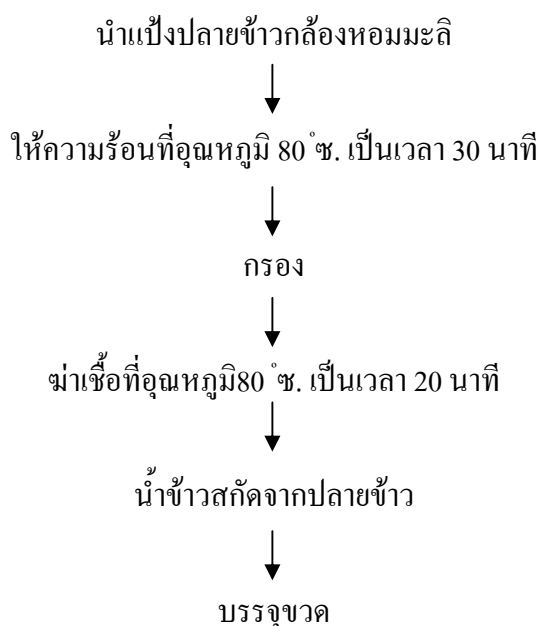 นำแป้งปลายข้าวกล้องหอมมะลิ
ให้ความร้อนที่อุณหภูมิ 80 ํซ. เป็นเวลา 30 นาที
กรอง
ฆ่าเชื้อที่อุณหภูมิ80 ํซ. เป็นเวลา 20 นาที
น้ำข้าวสกัดจากปลายข้าว
บรรจุขวด